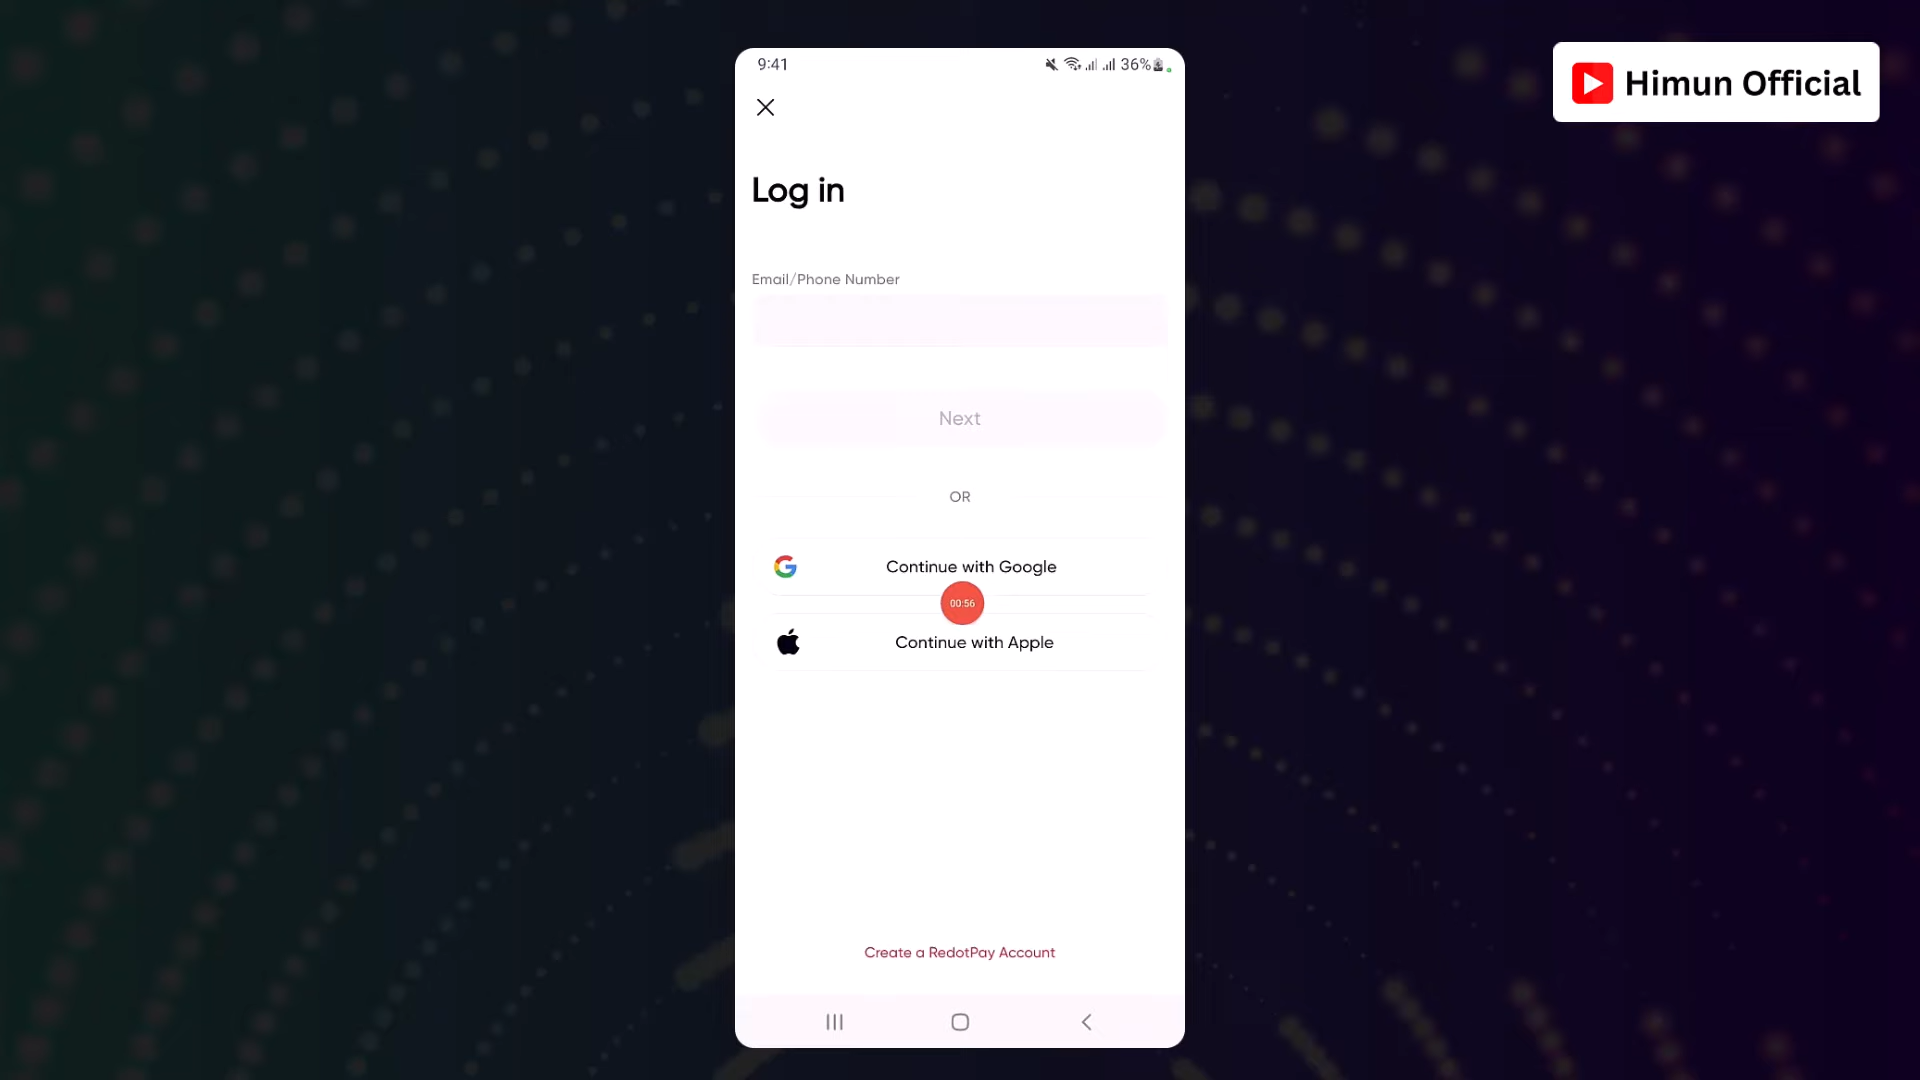 9:41
36%
Himun Official
Log in
Email/Phone Number
Next
OR
Continue with Google
00:56
Continue with Apple
Create a RedotPay Account